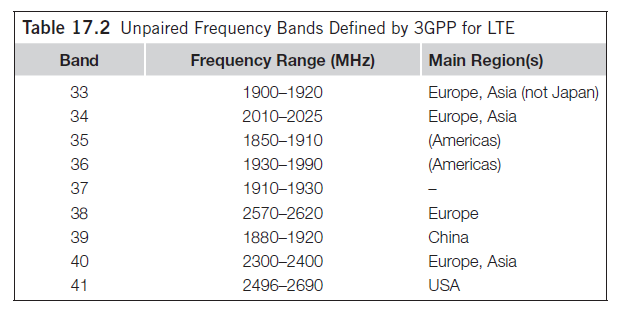 Table 17.2 Unpaired Frequency Bands Defined by 3GPP for LTE
Band Frequency Range (MHz) Main Region(s)
33 1900–1920 Europe, Asia (not Japan)
34 2010–2025 Europe, Asia
35 1850–1910 (Americas)
36 1930–1990 (Americas)
37 1910–1930 –
38 2570–2620 Europe
39 1880–1920 China
40 2300–2400 Europe, Asia
41 2496–2690 USA